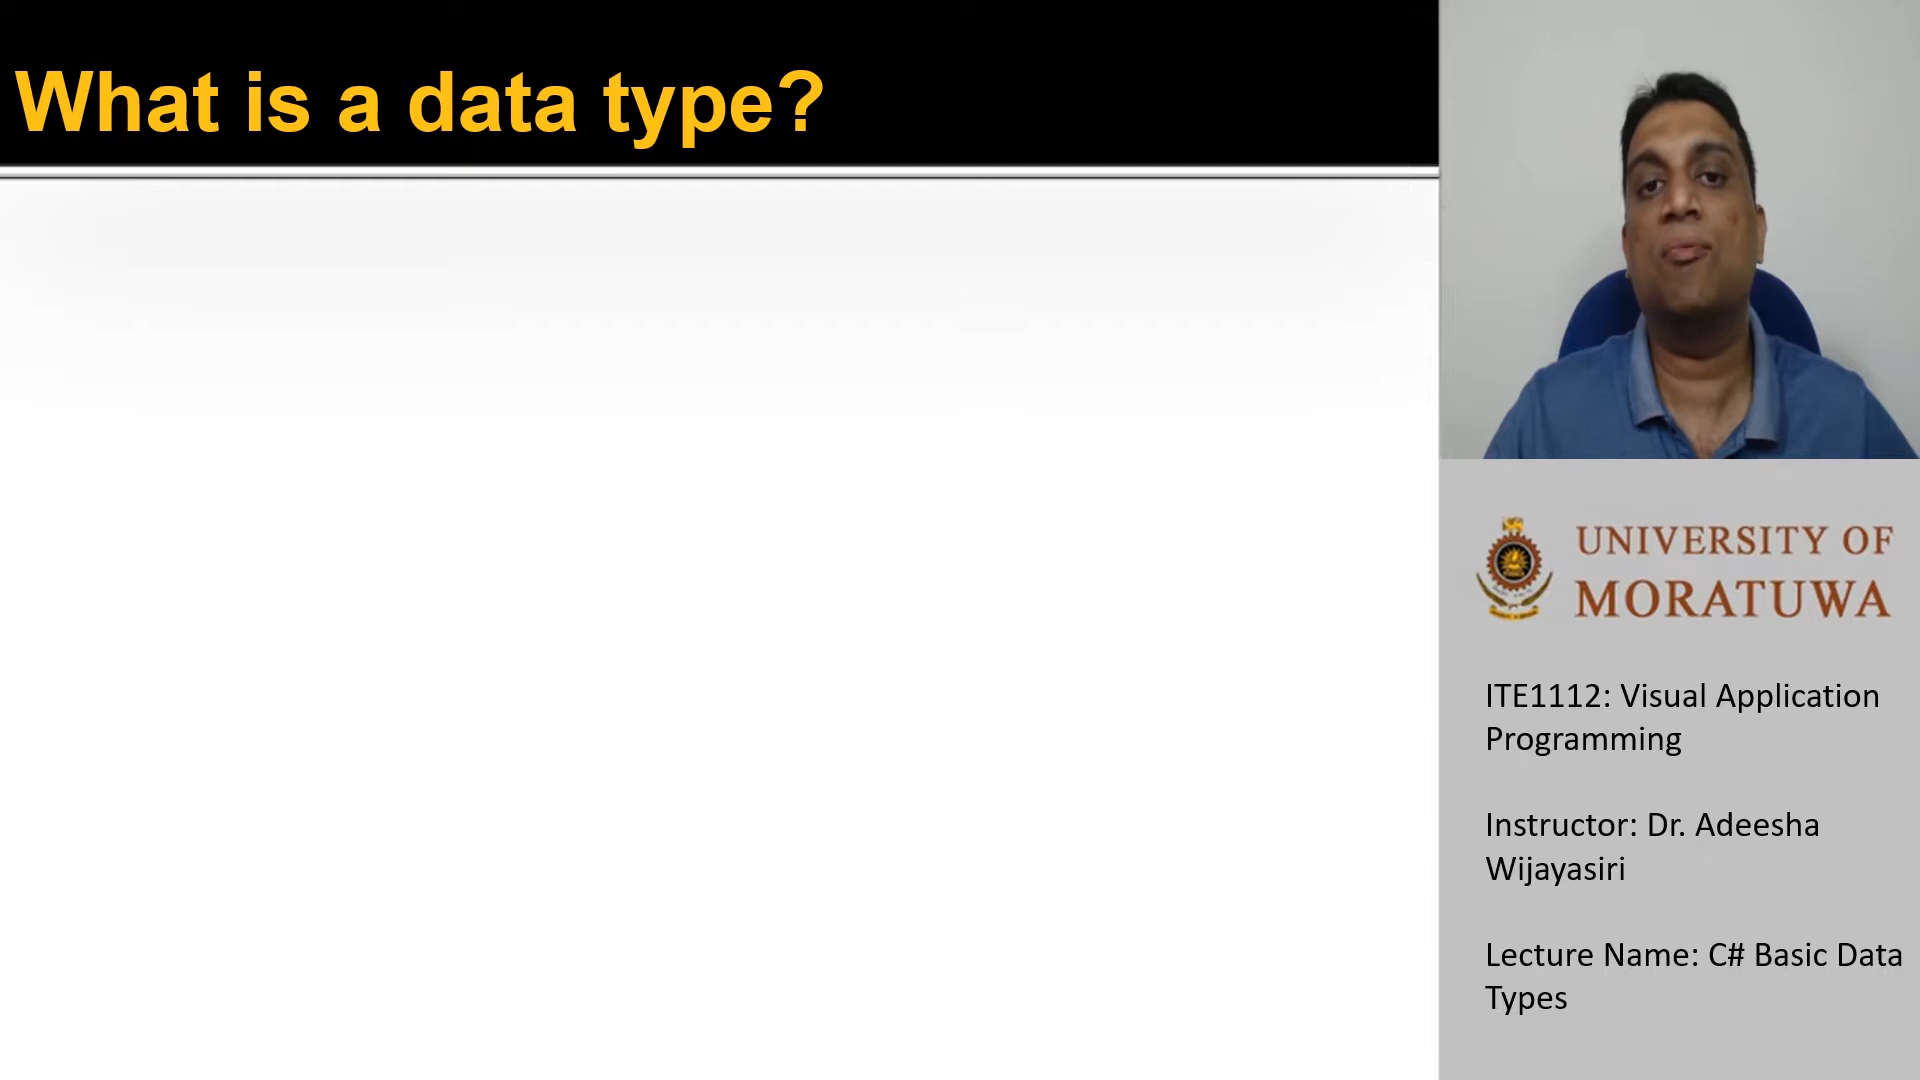 What is a data type?
UNIVERSITY OF
MORATUWA
ITE1112: Visual Application
Programming
Instructor: Dr. Adeesha
Wijayasiri
Lecture Name: C# Basic Data
Types